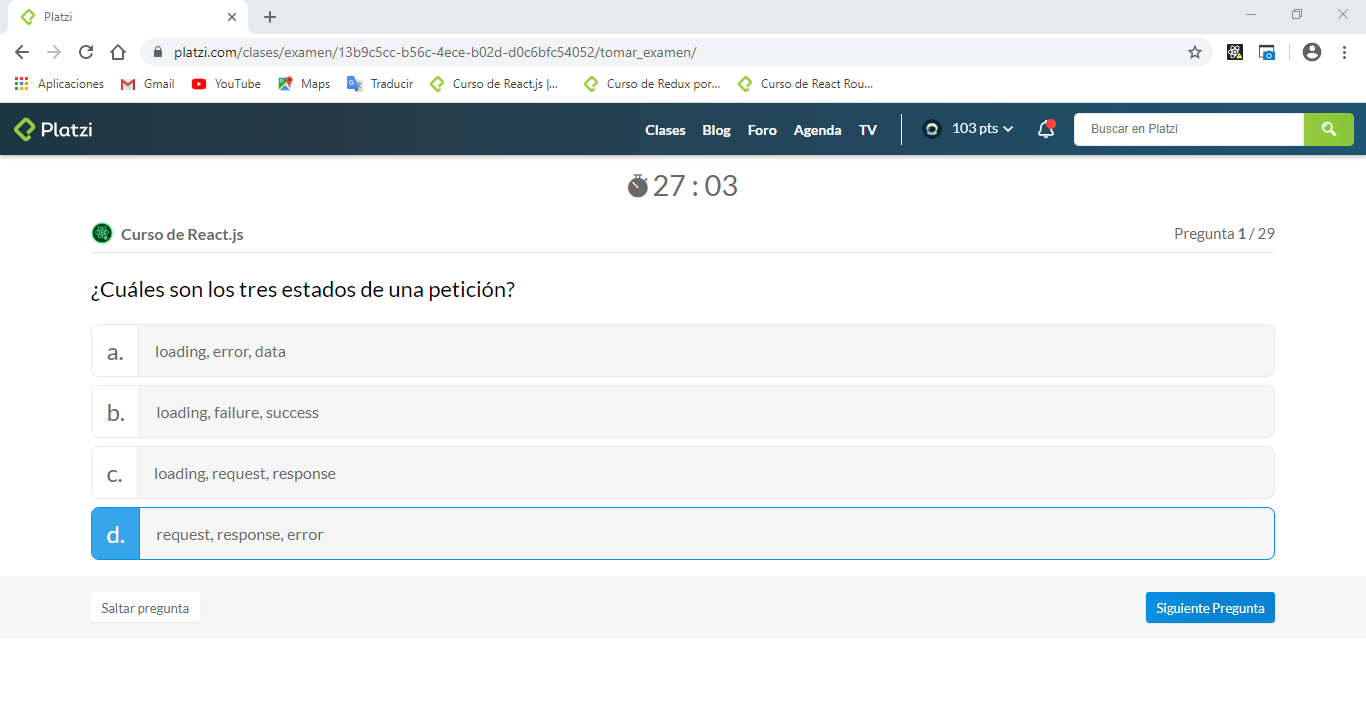 Platzi
platzi.com/clases/examen/13b9c5cc-b56c-4ece-b02d-d0c6bfc54052/tomar_examen/
Aplicaciones Gmail YouTube Maps Traducir Curso de React.js |... Curso de Redux por... Curso de React Rou...
Platzi Clases Blog Foro Agenda TV 103 pts Buscar en Platzi
27 : 03
Curso de React.js Pregunta 1 / 29
¿Cuáles son los tres estados de una petición?
a. loading, error, data
b. loading, failure, success
c. loading, request, response
d. request, response, error
Saltar pregunta Siguiente Pregunta